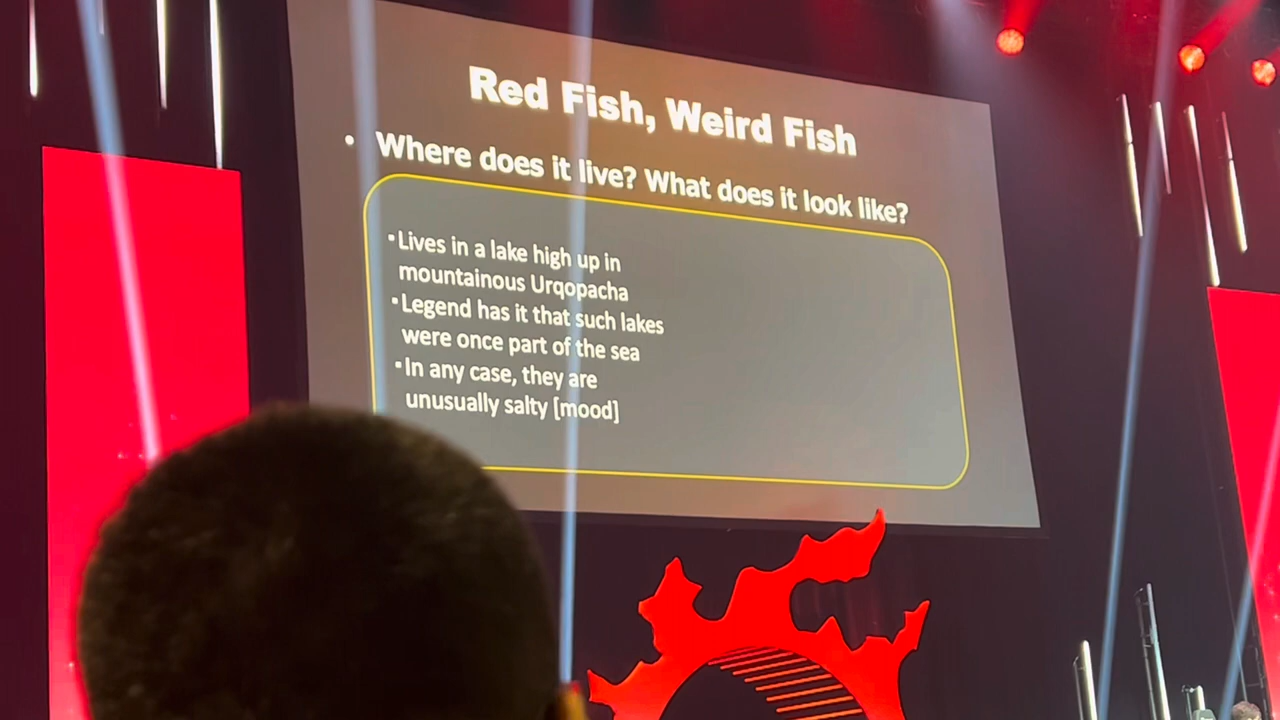 Red Fish, Weird Fish
• Where does it live? What does it look like?
▪Lives in a lake high up in
mountainous Urqopacha
▪Legend has it that such lakes
were once part of the sea
▪In any case, they are
unusually salty [mood]